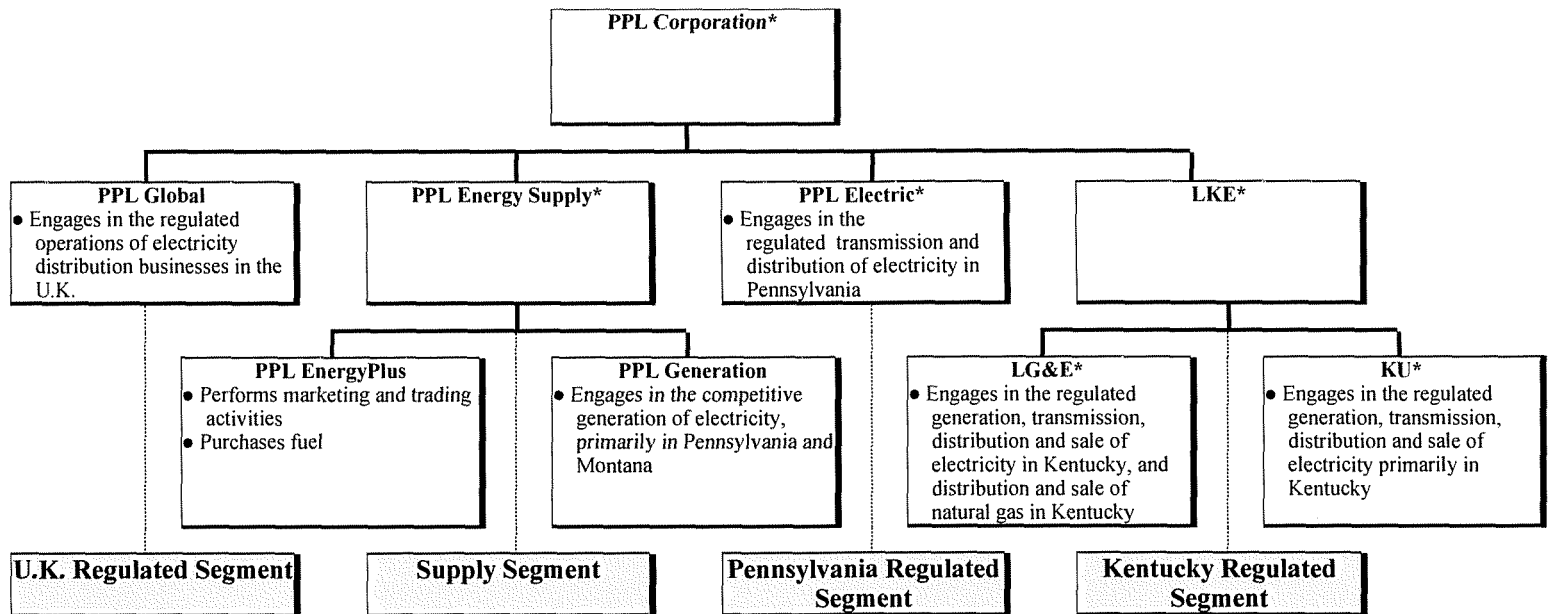 PPL Corporation*
PPL Global
● Engages in the regulated
operations of electricity
distribution businesses in the
U.K.
PPL Energy Supply*
PPL Electric*
● Engages in the
regulated transmission and
distribution of electricity in
Pennsylvania
LKE*
PPL EnergyPlus
● Performs marketing and trading
activities
● Purchases fuel
PPL Generation
● Engages in the competitive
generation of electricity,
primarily in Pennsylvania and
Montana
LG&E*
● Engages in the regulated
generation, transmission,
distribution and sale of
electricity in Kentucky, and
distribution and sale of
natural gas in Kentucky
KU*
● Engages in the regulated
generation, transmission,
distribution and sale of
electricity primarily in
Kentucky
U.K. Regulated Segment
Supply Segment
Pennsylvania Regulated
Segment
Kentucky Regulated
Segment